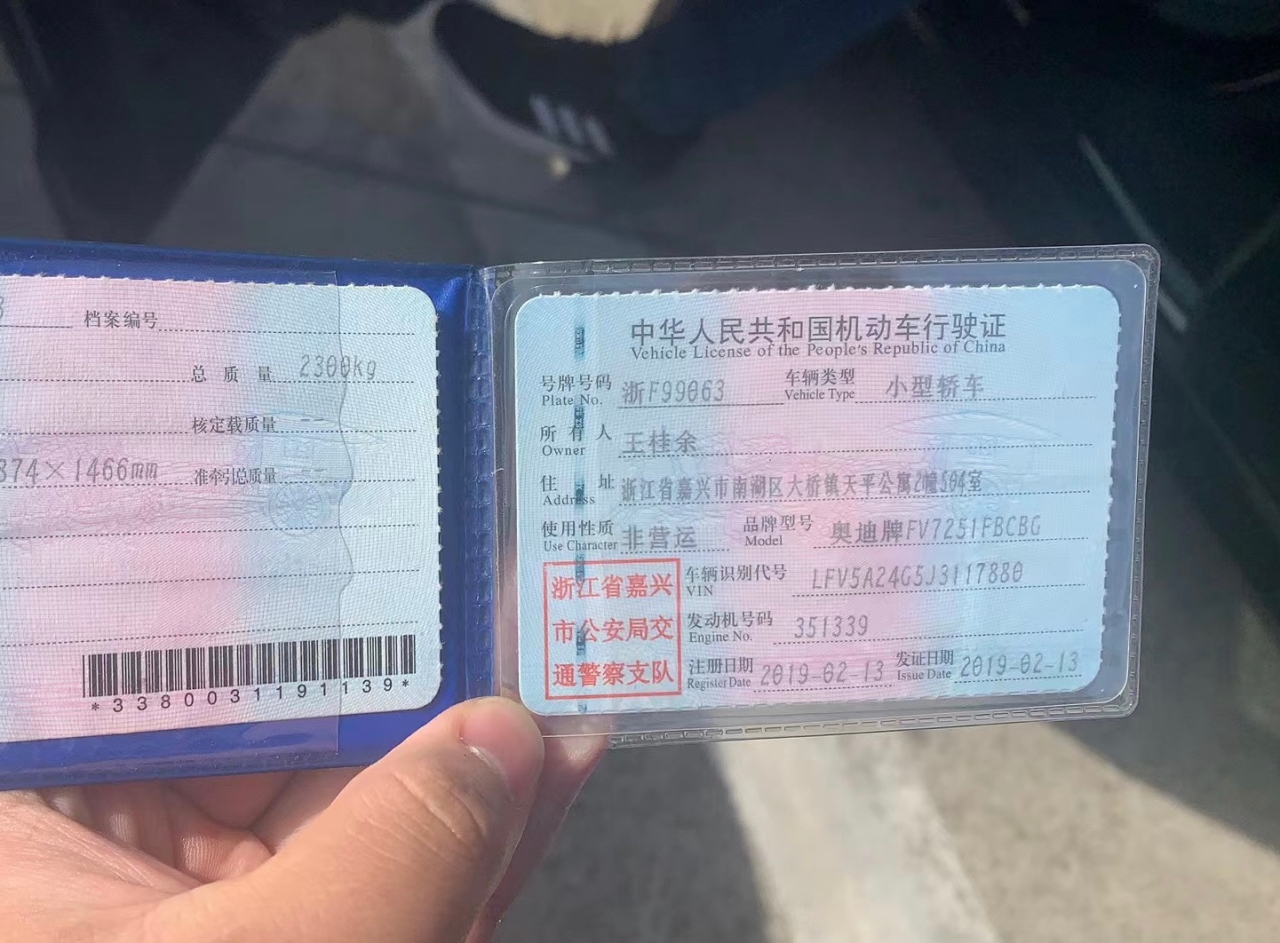 档案编号
总质量 2300kg
核定载质量 --
874×1466mm 准牵引总质量 --
*3380031191139*
中华人民共和国机动车行驶证
Vehicle License of the People's Republic of China
号牌号码 浙F99063 车辆类型 小型轿车
Plate No. Vehicle Type
所有人 王桂余
Owner
住址 浙江省嘉兴市南湖区大桥镇天平公寓2幢504室
Address
使用性质 非营运 品牌型号 奥迪牌FV7251FBCBG
Use Character Model
浙江省嘉兴
市公安局交
通警察支队
车辆识别代号 LFV5A24G5J3117880
VIN
发动机号码 351339
Engine No.
注册日期 2019-02-13 发证日期 2019-02-13
Register Date Issue Date